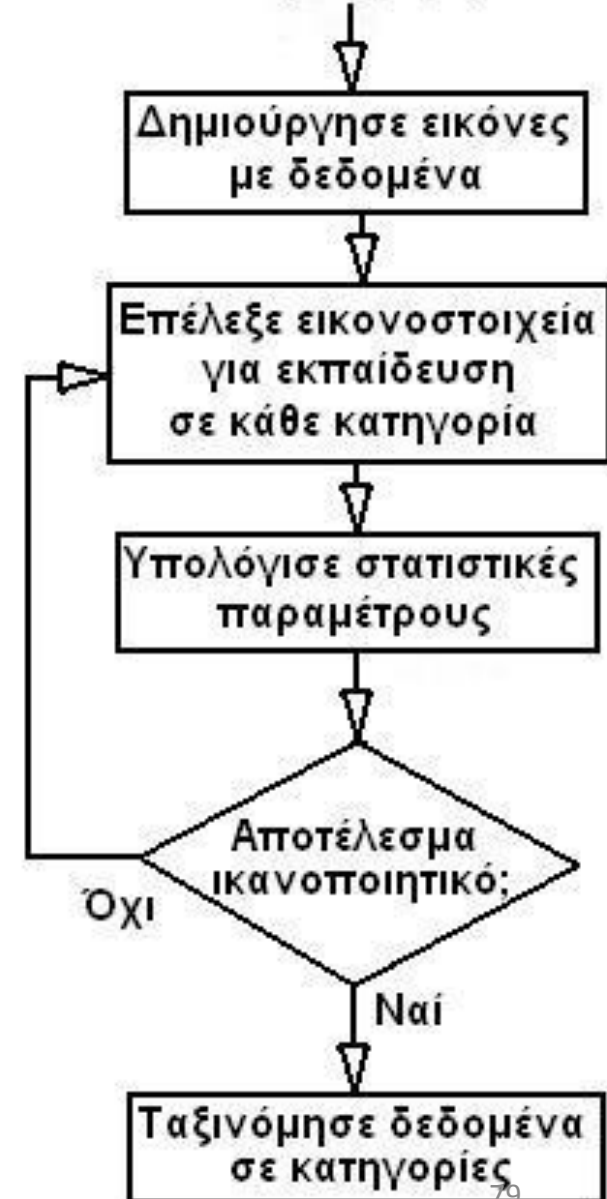 Δημιούργησε εικόνες
με δεδομένα
Επέλεξε εικονοστοιχεία
για εκπαίδευση
σε κάθε κατηγορία
Υπολόγισε στατιστικές
παραμέτρους
Αποτέλεσμα
ικανοποιητικό;
Όχι
Ναί
Ταξινόμησε δεδομένα
σε κατηγορίες
79